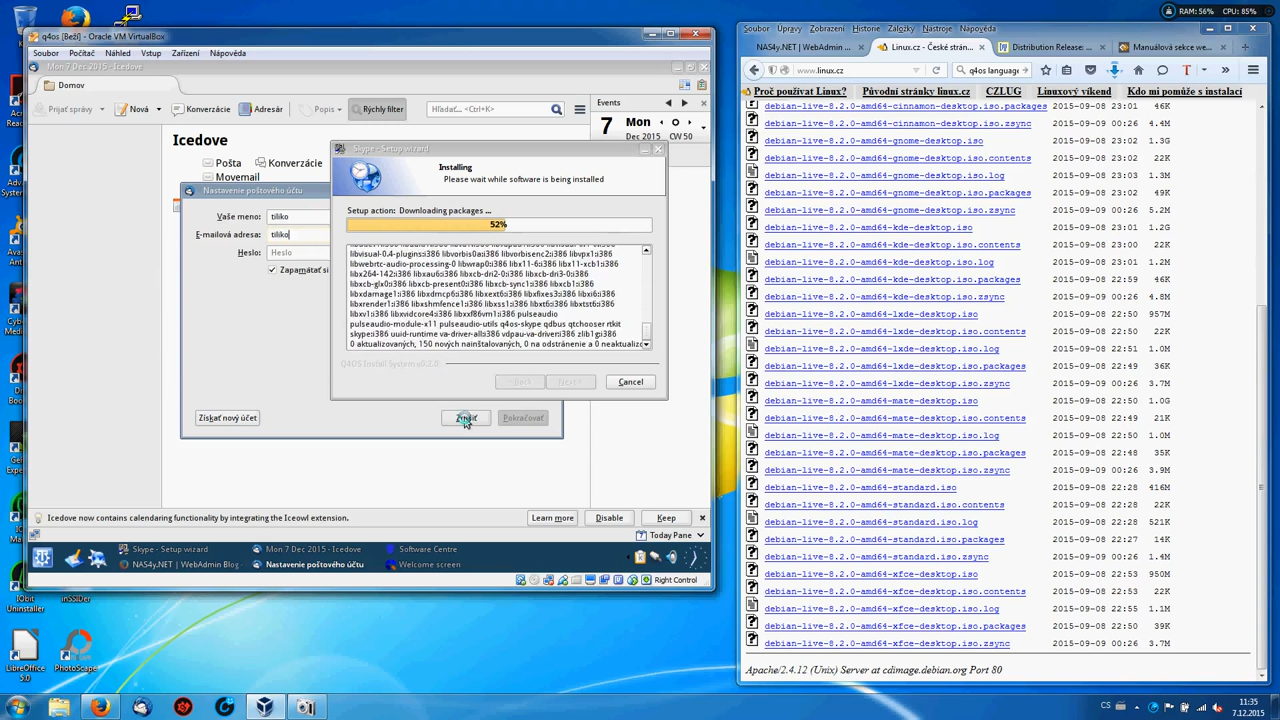 RAM: 56% CPU: 85%
q4os [Beží] - Oracle VM VirtualBox
Soubor Počítač Náhled Vstup Zařízení Nápověda
Mon 7 Dec 2015 - Icedove
Domov
Prijať správy Nová Konverzácie Adresár Popis Rýchly filter Hľadať... <Ctrl+K>
Events
7 Mon
Dec 2015 CW 50
Icedove
Pošta Konverzácie
Movemail
Nastavenie poštového účtu
Vaše meno: tiliko
E-mailová adresa: tiliko
Heslo: Heslo
Zapamätať si
Získať nový účet
Zrušiť
Pokračovať
Skype - Setup wizard
Installing
Please wait while software is being installed
Setup action: Downloading packages ...
52%
libvisual-0.4-plugins:i386 libvorbis0a:i386 libvorbisenc2:i386 libvpx1:i386
libwebrtc-audio-processing-0 libwrap0:i386 libx11-6:i386 libx11-xcb1:i386
libx264-142:i386 libxau6:i386 libxcb-dri2-0:i386 libxcb-dri3-0:i386
libxcb-glx0:i386 libxcb-present0:i386 libxcb-sync1:i386 libxcb1:i386
libxdamage1:i386 libxdmcp6:i386 libxext6:i386 libxfixes3:i386 libxi6:i386
libxrender1:i386 libxshmfence1:i386 libxss1:i386 libxt6:i386 libxtst6:i386
libxv1:i386 libxvidcore4:i386 libxxf86vm1:i386 pulseaudio
pulseaudio-module-x11 pulseaudio-utils q4os-skype qdbus qtchooser rtkit
skype:i386 uuid-runtime va-driver-all:i386 vdpau-va-driver:i386 zlib1g:i386
0 aktualizovaných, 150 nových nainštalovaných, 0 na odstránenie a 0 neaktualizo
Q4OS Install System v0.2.0
< Back Next > Cancel
Icedove now contains calendaring functionality by integrating the Iceowl extension.
Learn more Disable Keep
Today Pane
Skype - Setup wizard Mon 7 Dec 2015 - Icedove Software Centre
NAS4y.NET | WebAdmin Blog Nastavenie poštového účtu Welcome screen
Right Control
IObit Uninstaller
inSSIDer
LibreOffice 5.0
PhotoScape
Soubor Úpravy Zobrazení Historie Záložky Nástroje Nápověda
NAS4y.NET | WebAdmin ... Linux.cz - České strán... Distribution Release: ... Manuálová sekce we...
www.linux.cz
q4os language
Proč používat Linux? Původní stránky linux.cz CZLUG Linuxový víkend Kdo mi pomůže s instalací
debian-live-8.2.0-amd64-cinnamon-desktop.iso.packages 2015-09-08 23:01 46K
debian-live-8.2.0-amd64-cinnamon-desktop.iso.zsync 2015-09-09 00:26 4.4M
debian-live-8.2.0-amd64-gnome-desktop.iso 2015-09-08 23:01 1.2G
debian-live-8.2.0-amd64-gnome-desktop.iso.contents 2015-09-08 23:02 22K
debian-live-8.2.0-amd64-gnome-desktop.iso.log 2015-09-08 23:03 1.3M
debian-live-8.2.0-amd64-gnome-desktop.iso.packages 2015-09-08 23:01 49K
debian-live-8.2.0-amd64-gnome-desktop.iso.zsync 2015-09-09 00:26 5.2M
debian-live-8.2.0-amd64-kde-desktop.iso 2015-09-08 23:01 1.2G
debian-live-8.2.0-amd64-kde-desktop.iso.contents 2015-09-08 23:00 22K
debian-live-8.2.0-amd64-kde-desktop.iso.log 2015-09-08 23:01 1.2M
debian-live-8.2.0-amd64-kde-desktop.iso.packages 2015-09-08 22:59 46K
debian-live-8.2.0-amd64-kde-desktop.iso.zsync 2015-09-09 00:26 4.8M
debian-live-8.2.0-amd64-lxde-desktop.iso 2015-09-08 22:50 957M
debian-live-8.2.0-amd64-lxde-desktop.iso.contents 2015-09-08 22:50 22K
debian-live-8.2.0-amd64-lxde-desktop.iso.log 2015-09-08 22:51 1.0M
debian-live-8.2.0-amd64-lxde-desktop.iso.packages 2015-09-08 22:49 36K
debian-live-8.2.0-amd64-lxde-desktop.iso.zsync 2015-09-09 00:26 3.7M
debian-live-8.2.0-amd64-mate-desktop.iso 2015-09-08 22:50 1.0G
debian-live-8.2.0-amd64-mate-desktop.iso.contents 2015-09-08 22:49 21K
debian-live-8.2.0-amd64-mate-desktop.iso.log 2015-09-08 22:50 1.0M
debian-live-8.2.0-amd64-mate-desktop.iso.packages 2015-09-08 22:48 35K
debian-live-8.2.0-amd64-mate-desktop.iso.zsync 2015-09-09 00:26 3.9M
debian-live-8.2.0-amd64-standard.iso 2015-09-08 22:28 416M
debian-live-8.2.0-amd64-standard.iso.contents 2015-09-08 22:27 22K
debian-live-8.2.0-amd64-standard.iso.log 2015-09-08 22:28 521K
debian-live-8.2.0-amd64-standard.iso.packages 2015-09-08 22:27 14K
debian-live-8.2.0-amd64-standard.iso.zsync 2015-09-09 00:26 1.4M
debian-live-8.2.0-amd64-xfce-desktop.iso 2015-09-08 22:53 950M
debian-live-8.2.0-amd64-xfce-desktop.iso.contents 2015-09-08 22:53 22K
debian-live-8.2.0-amd64-xfce-desktop.iso.log 2015-09-08 22:55 1.1M
debian-live-8.2.0-amd64-xfce-desktop.iso.packages 2015-09-08 22:50 39K
debian-live-8.2.0-amd64-xfce-desktop.iso.zsync 2015-09-09 00:26 3.7M
Apache/2.4.12 (Unix) Server at cdimage.debian.org Port 80
CS
11:35
7.12.2015